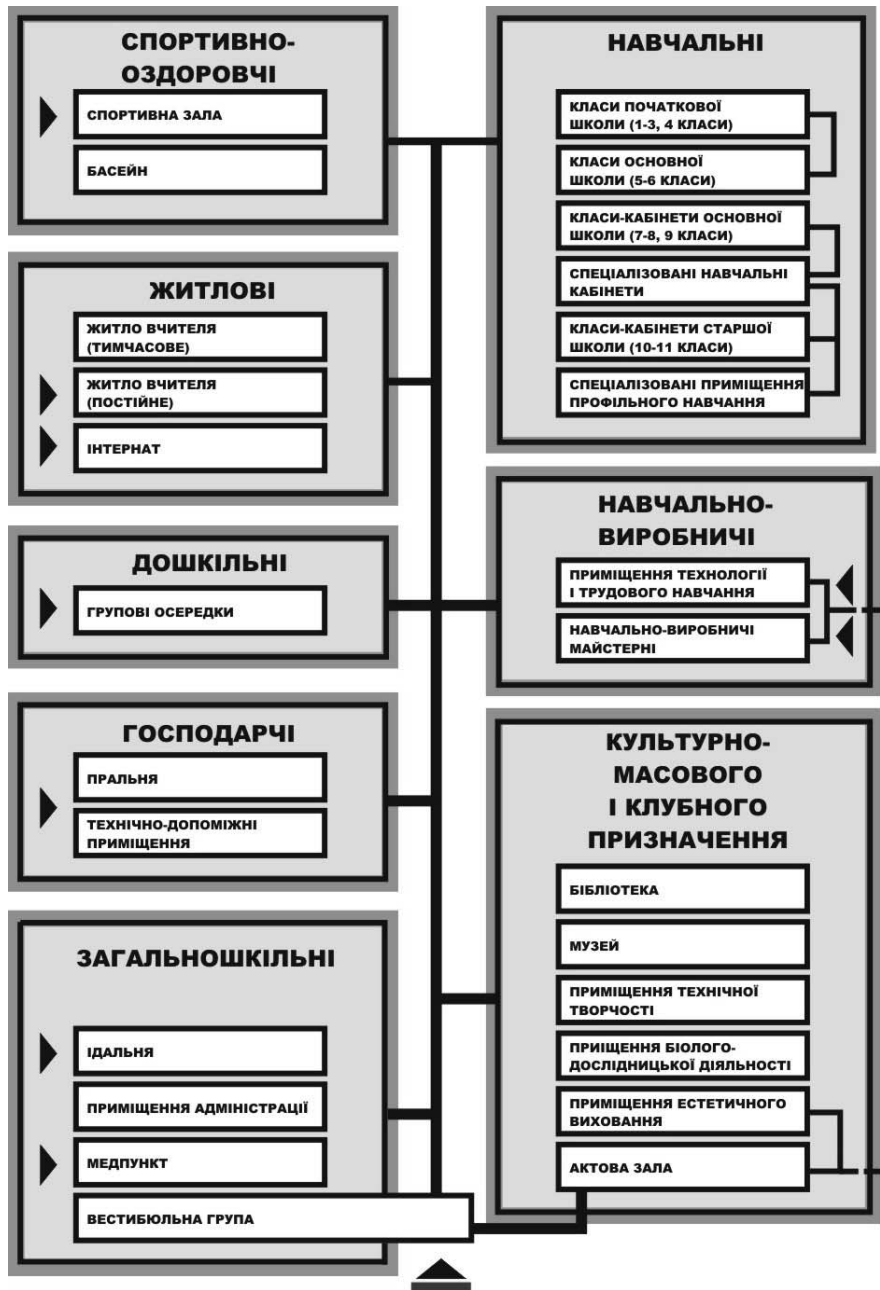 СПОРТИВНО-
ОЗДОРОВЧІ
СПОРТИВНА ЗАЛА
БАСЕЙН
ЖИТЛОВІ
ЖИТЛО ВЧИТЕЛЯ
(ТИМЧАСОВЕ)
ЖИТЛО ВЧИТЕЛЯ
(ПОСТІЙНЕ)
ІНТЕРНАТ
ДОШКІЛЬНІ
ГРУПОВІ ОСЕРЕДКИ
ГОСПОДАРЧІ
ПРАЛЬНЯ
ТЕХНІЧНО-ДОПОМІЖНІ
ПРИМІЩЕННЯ
ЗАГАЛЬНОШКІЛЬНІ
ЇДАЛЬНЯ
ПРИМІЩЕННЯ АДМІНІСТРАЦІЇ
МЕДПУНКТ
ВЕСТИБЮЛЬНА ГРУПА
НАВЧАЛЬНІ
КЛАСИ ПОЧАТКОВОЇ
ШКОЛИ (1-3, 4 КЛАСИ)
КЛАСИ ОСНОВНОЇ
ШКОЛИ (5-6 КЛАСИ)
КЛАСИ-КАБІНЕТИ ОСНОВНОЇ
ШКОЛИ (7-8, 9 КЛАСИ)
СПЕЦІАЛІЗОВАНІ НАВЧАЛЬНІ
КАБІНЕТИ
КЛАСИ-КАБІНЕТИ СТАРШОЇ
ШКОЛИ (10-11 КЛАСИ)
СПЕЦІАЛІЗОВАНІ ПРИМІЩЕННЯ
ПРОФІЛЬНОГО НАВЧАННЯ
НАВЧАЛЬНО-
ВИРОБНИЧІ
ПРИМІЩЕННЯ ТЕХНОЛОГІЇ
І ТРУДОВОГО НАВЧАННЯ
НАВЧАЛЬНО-ВИРОБНИЧІ
МАЙСТЕРНІ
КУЛЬТУРНО-
МАСОВОГО
І КЛУБНОГО
ПРИЗНАЧЕННЯ
БІБЛІОТЕКА
МУЗЕЙ
ПРИМІЩЕННЯ ТЕХНІЧНОЇ
ТВОРЧОСТІ
ПРИІЩЕННЯ БІОЛОГО-
ДОСЛІДНИЦЬКОЇ ДІЯЛЬНОСТІ
ПРИМІЩЕННЯ ЕСТЕТИЧНОГО
ВИХОВАННЯ
АКТОВА ЗАЛА